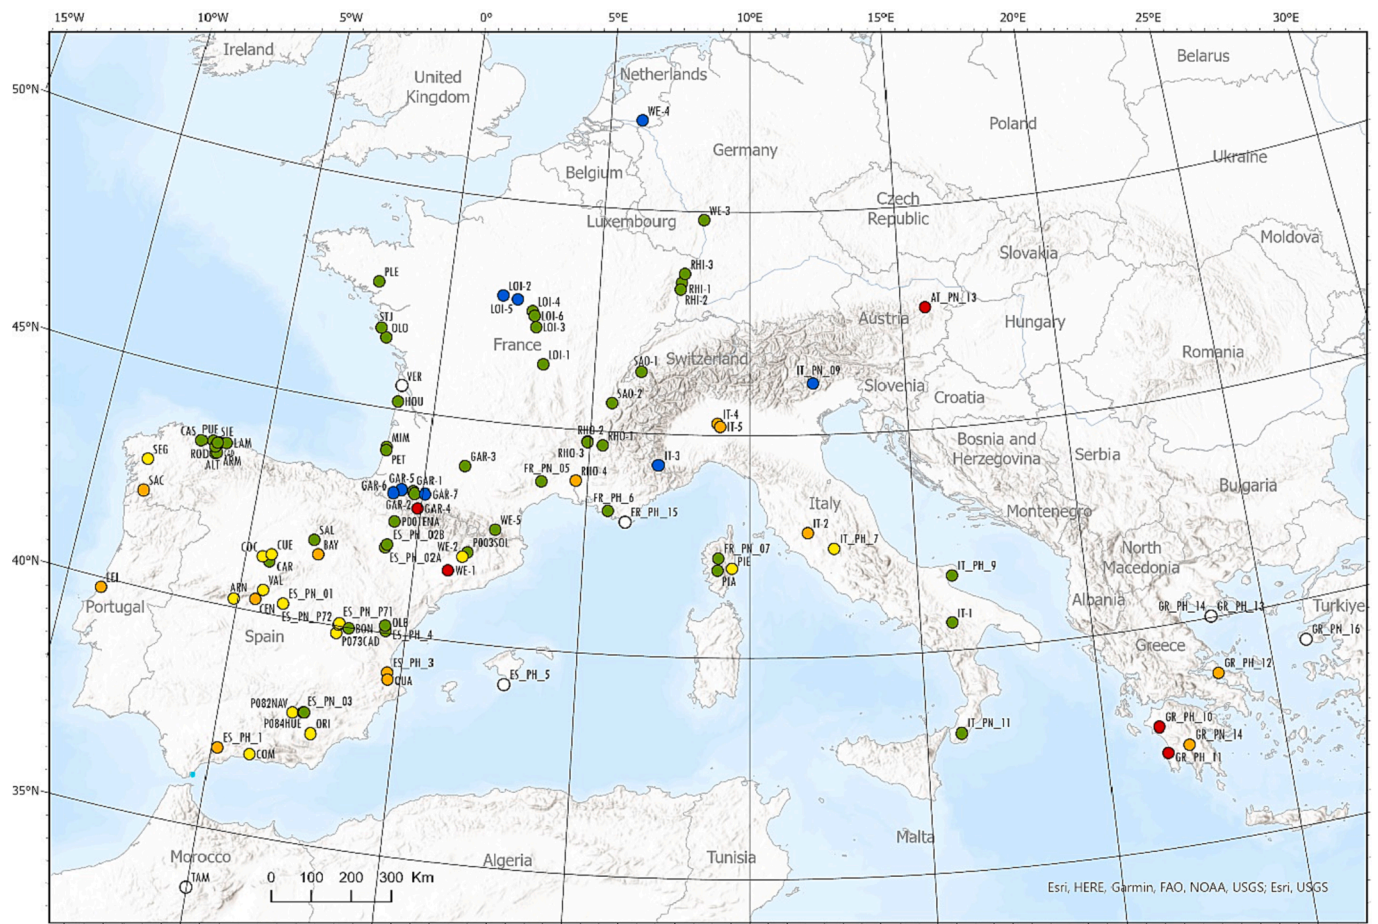 15°W 10°W 5°W 0° 5°E 10°E 15°E 20°E 25°E 30°E
Ireland
Belarus
United
Kingdom
Netherlands
50°N
WE-4
Poland
Germany
Ukraine
Belgium
Czech
Republic
WE-3
Luxembourg
Moldova
Slovakia
RHI-3
PLE
RHI-1
RHI-2
LOI-2
LOI-5
LOI-4
LOI-6
LOI-3
AT_PN_13
STJ
OLO
45°N
Austria
Hungary
France
LOI-1
Switzerland
Romania
SAO-1
IT_PN_09
VER
Slovenia
SAO-2
Croatia
HOU
IT-4
IT-5
CAS PUE SIE
LAM
ROD
ALT ARM
MIM
PET
RHO-2
RHO-1
RHO-3
Bosnia and
Herzegovina
SEG
GAR-3
IT-3
Serbia
FR_PN_05
RHO-4
SAC
GAR-5
GAR-1
GAR-6
GAR-7
GAR-2
GAR-4
Bulgaria
FR_PH_6
FR_PH_15
Italy
Montenegro
P001ENA
WE-5
IT-2
SAL
ES_PH_02B
P003SOL
IT_PH_7
COC
CUE
BAY
WE-2
ES_PH_02A
FR_PN_07
PIE
PIA
North
Macedonia
40°N
CAR
WE-1
IT_PH_9
LEI
VAL
ARN
CEN
ES_PN_01
Portugal
Albania
GR_PH_14
GR_PH_13
Turkiye
ES_PN_P72
ES_PN_P71
BON
OLB
IT-1
GR_PN_16
Spain
P073CAD
ES_PH_4
Greece
ES_PH_3
QUA
ES_PH_5
GR_PH_12
P082NAV
ES_PN_03
P084HUE
ORI
IT_PN_11
GR_PH_10
GR_PN_14
ES_PH_1
COM
GR_PH_11
35°N
Malta
Morocco
TAM
Algeria
Tunisia
0 100 200 300 Km
Esri, HERE, Garmin, FAO, NOAA, USGS; Esri, USGS